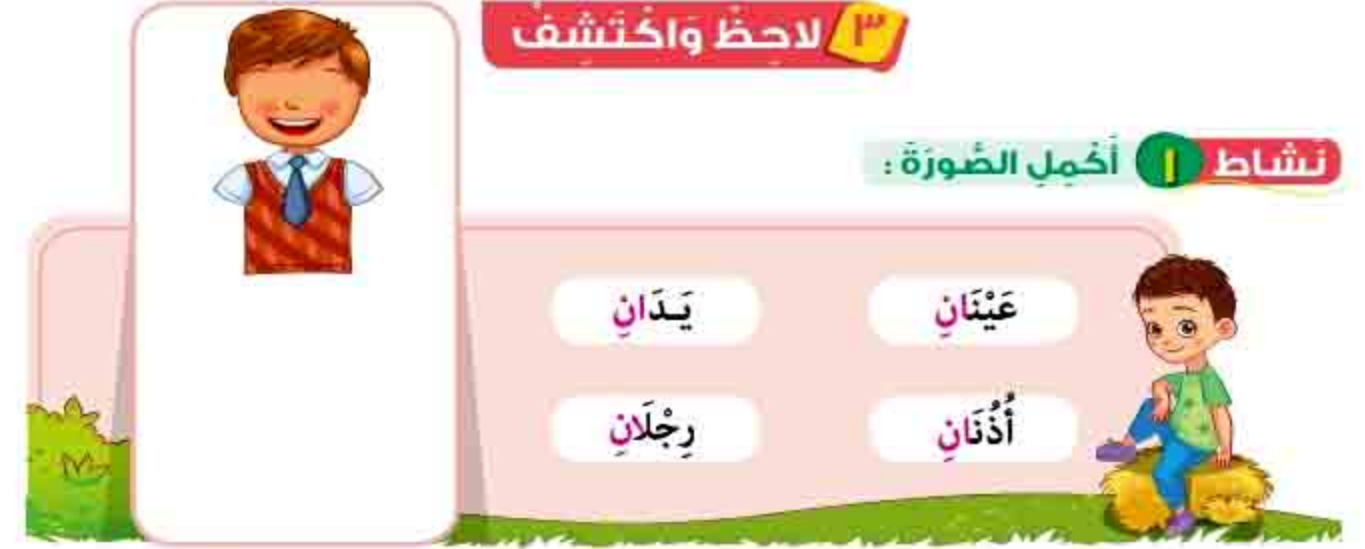 ٣ لاحِظْ وَاكْتَشِفْ
نَشاط ١ أَكْمِلِ الصُّورَةَ :
عَيْنَانِ يَـدَانِ
أُذُنَانِ رِجْلَانِ